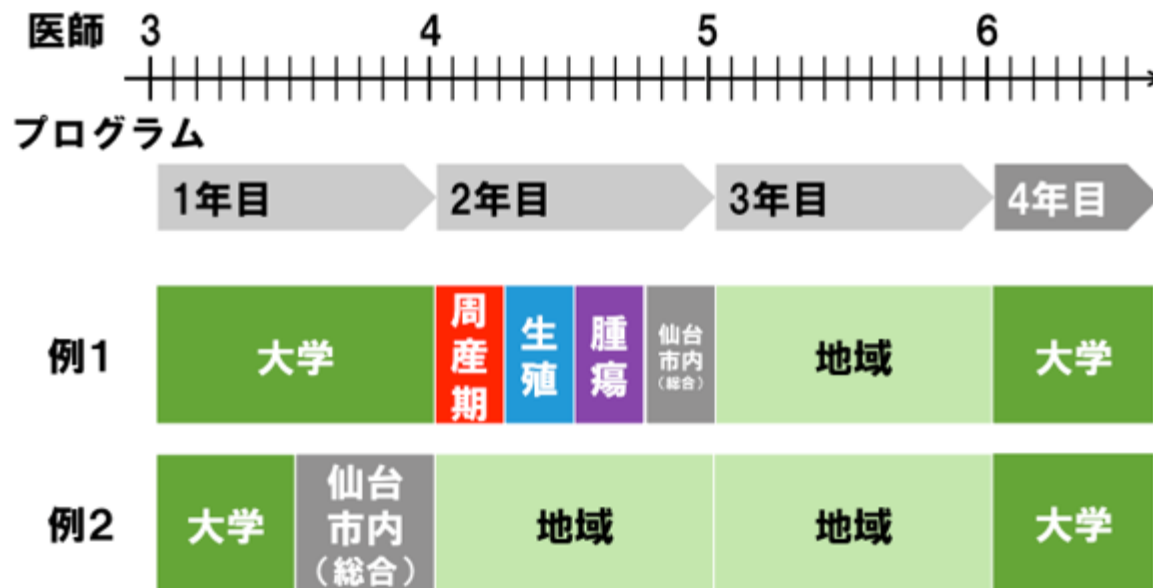 医師 3 4 5 6
プログラム
1年目 2年目 3年目 4年目
例1 大学 周産期 生殖 腫瘍 仙台市内(総合) 地域 大学
例2 大学 仙台市内(総合) 地域 地域 大学